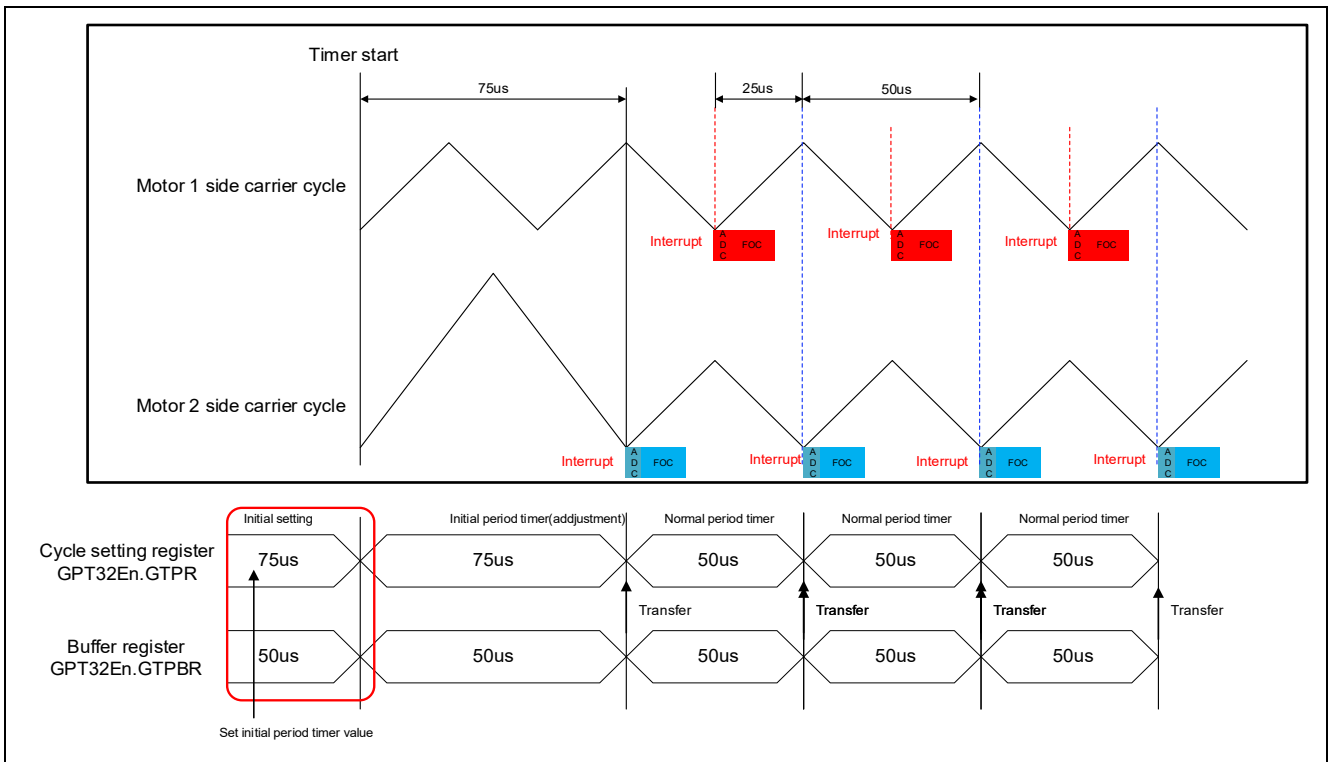 Timer start
75us
25us
50us
Motor 1 side carrier cycle
Interrupt
A
D
C
FOC
Interrupt
A
D
C
FOC
Interrupt
A
D
C
FOC
Motor 2 side carrier cycle
Interrupt
A
D
C
FOC
Interrupt
A
D
C
FOC
Interrupt
A
D
C
FOC
Interrupt
A
D
C
FOC
Initial setting
Initial period timer(addjustment)
Normal period timer
Normal period timer
Normal period timer
Cycle setting register
GPT32En.GTPR
75us
75us
50us
50us
50us
Transfer
Transfer
Transfer
Transfer
Buffer register
GPT32En.GTPBR
50us
50us
50us
50us
50us
Set initial period timer value